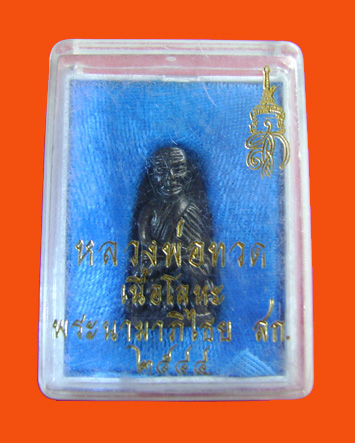 หลวงพ่อทวด
เนื้อโลหะ
พระนามาภิไธย สก.
๒๕๔๕